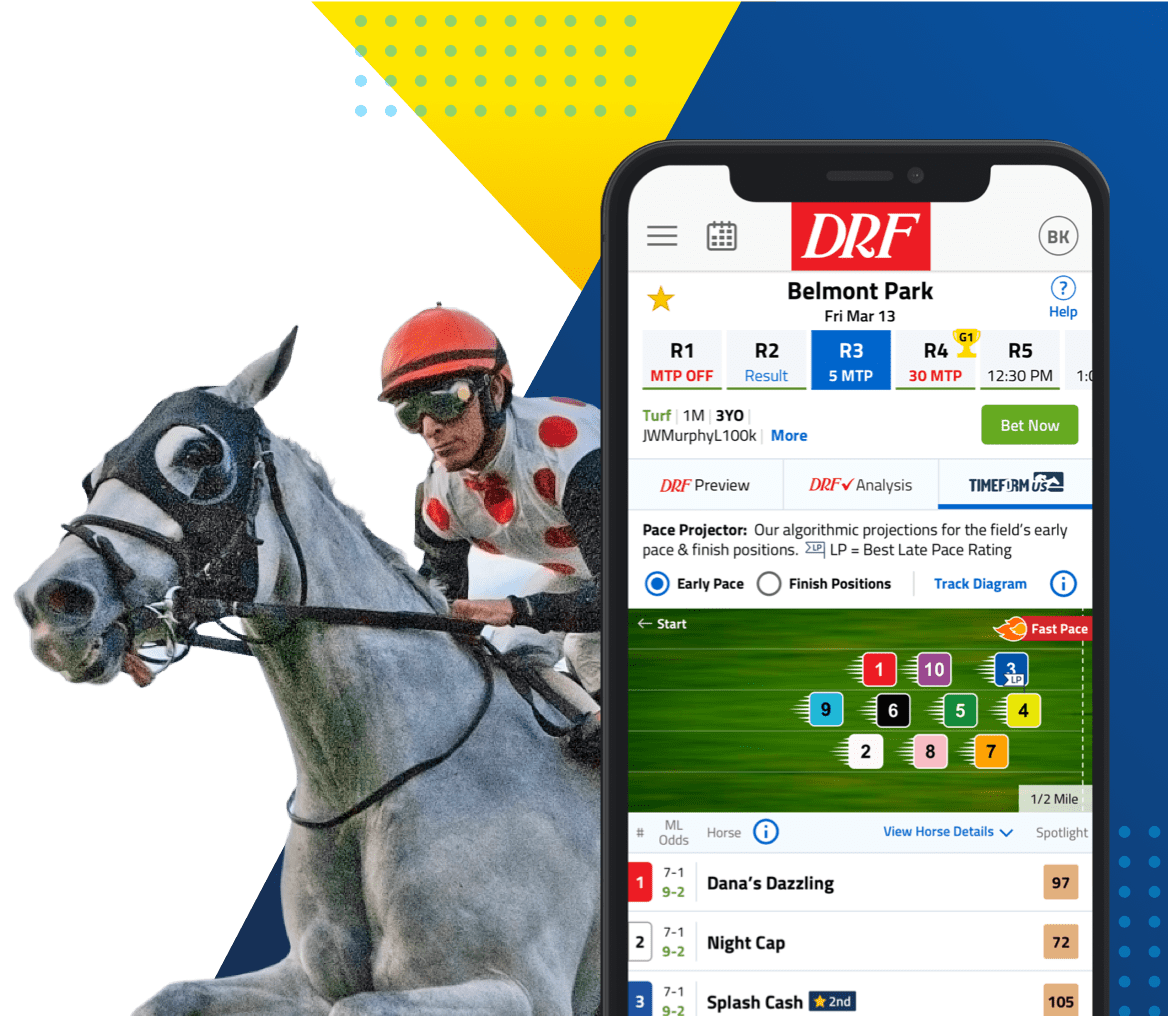 DRF
BK
Belmont Park
Fri Mar 13
?
Help
G1
R1 R2 R3 R4 R5
MTP OFF Result 5 MTP 30 MTP 12:30 PM 1:0
Turf | 1M | 3YO |
JWMurphyL100k | More
Bet Now
DRF Preview DRF Analysis TIMEFORM US
Pace Projector: Our algorithmic projections for the field's early
pace & finish positions. LP LP = Best Late Pace Rating
Early Pace Finish Positions Track Diagram i
← Start
Fast Pace
1 10 3
LP
9 6 5 4
2 8 7
1/2 Mile
# ML Odds Horse i View Horse Details Spotlight
1 7-1 9-2 Dana's Dazzling 97
2 7-1 9-2 Night Cap 72
3 7-1 9-2 Splash Cash 2nd 105